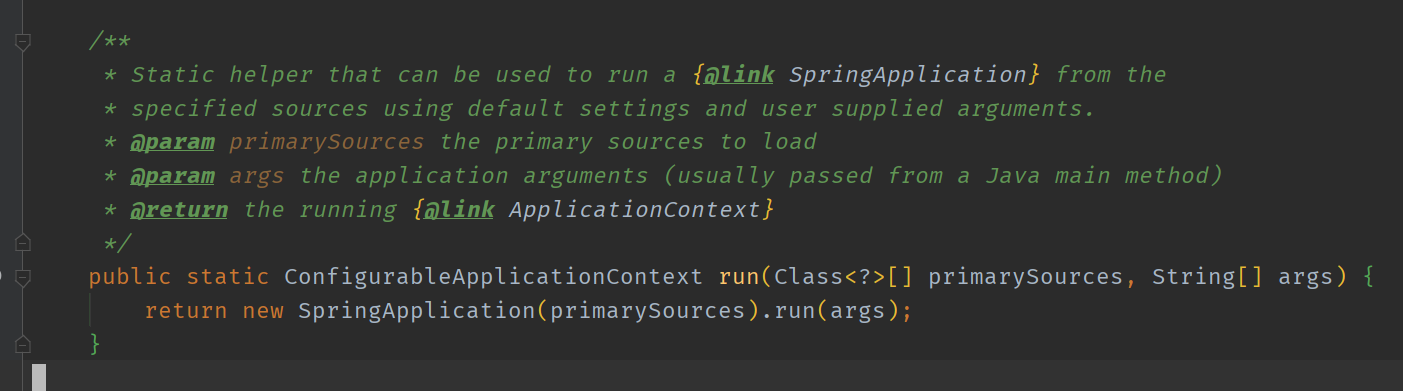 /**
* Static helper that can be used to run a {@link SpringApplication} from the
* specified sources using default settings and user supplied arguments.
* @param primarySources the primary sources to load
* @param args the application arguments (usually passed from a Java main method)
* @return the running {@link ApplicationContext}
*/
public static ConfigurableApplicationContext run(Class<?>[] primarySources, String[] args) {
return new SpringApplication(primarySources).run(args);
}